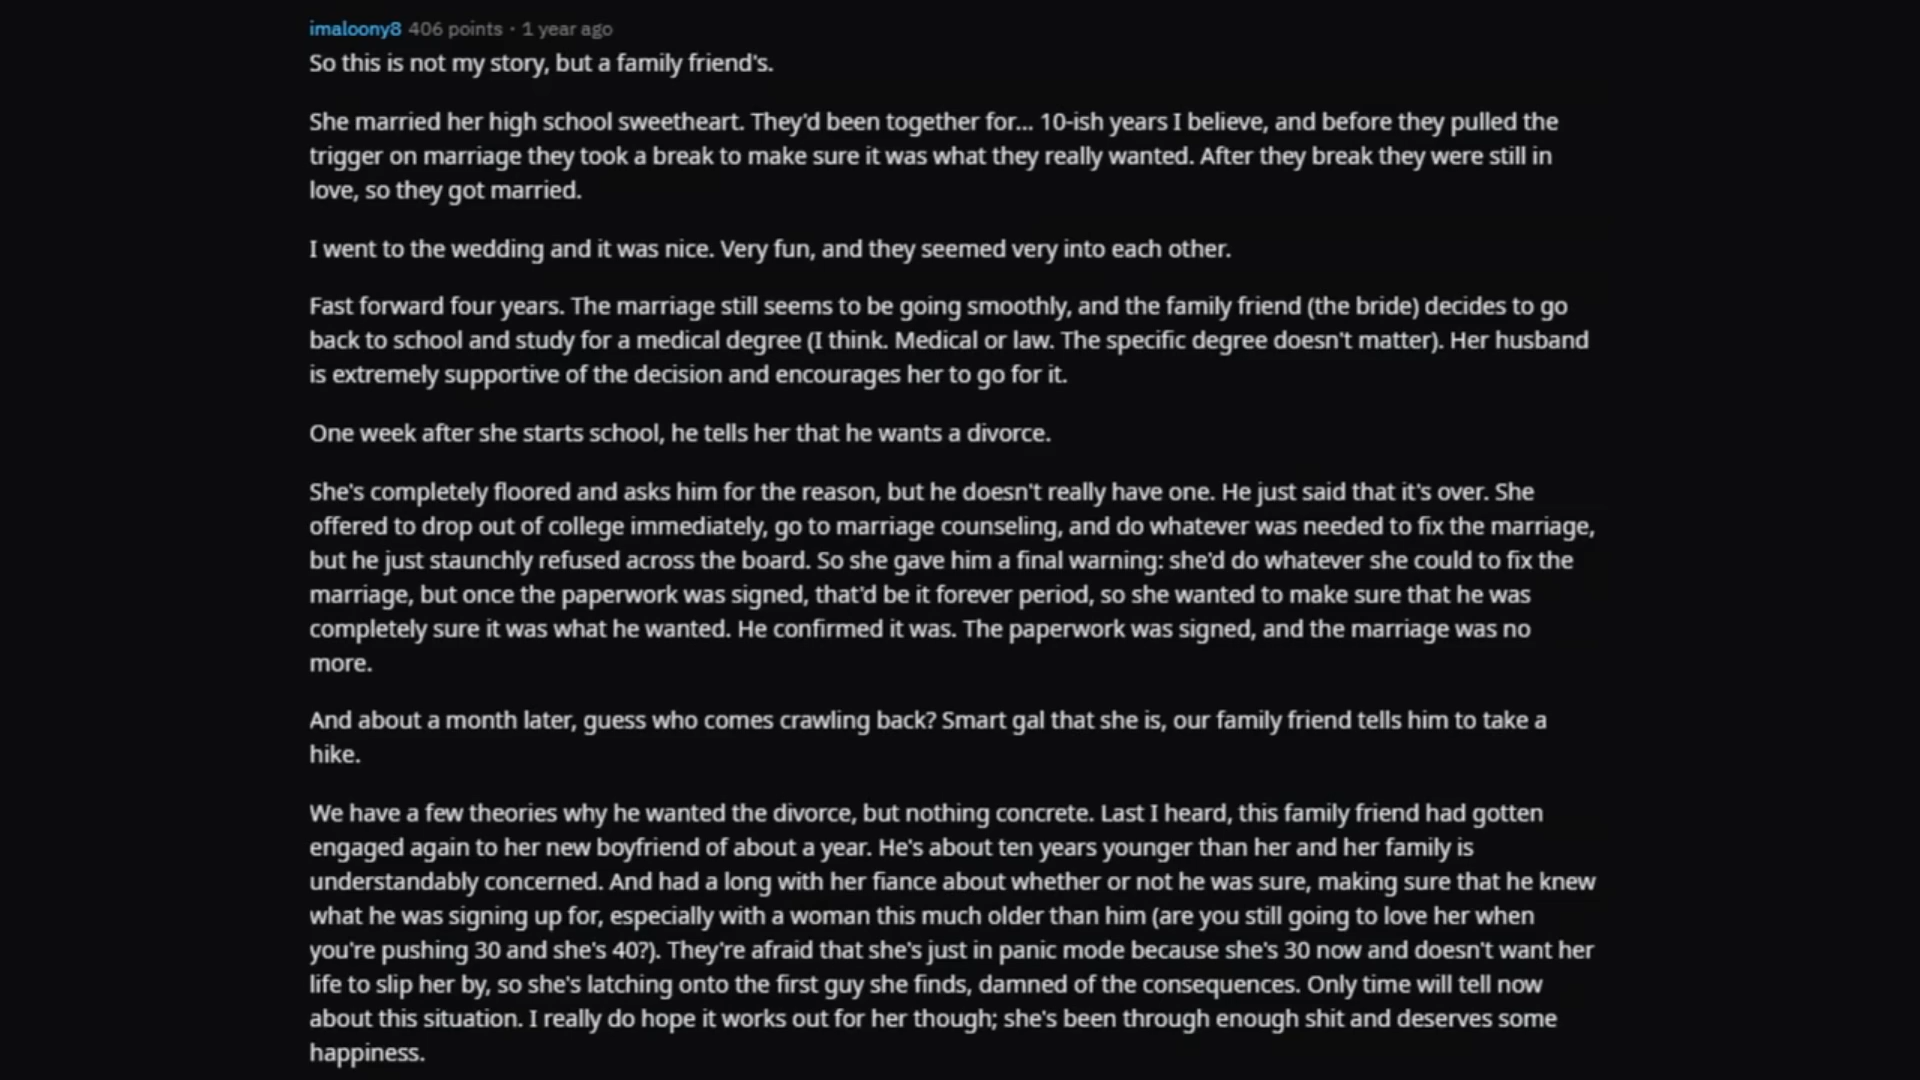 imaloony8 406 points · 1 year ago
So this is not my story, but a family friend's.
She married her high school sweetheart. They'd been together for... 10-ish years I believe, and before they pulled the
trigger on marriage they took a break to make sure it was what they really wanted. After they break they were still in
love, so they got married.
I went to the wedding and it was nice. Very fun, and they seemed very into each other.
Fast forward four years. The marriage still seems to be going smoothly, and the family friend (the bride) decides to go
back to school and study for a medical degree (I think. Medical or law. The specific degree doesn't matter). Her husband
is extremely supportive of the decision and encourages her to go for it.
One week after she starts school, he tells her that he wants a divorce.
She's completely floored and asks him for the reason, but he doesn't really have one. He just said that it's over. She
offered to drop out of college immediately, go to marriage counseling, and do whatever was needed to fix the marriage,
but he just staunchly refused across the board. So she gave him a final warning: she'd do whatever she could to fix the
marriage, but once the paperwork was signed, that'd be it forever period, so she wanted to make sure that he was
completely sure it was what he wanted. He confirmed it was. The paperwork was signed, and the marriage was no
more.
And about a month later, guess who comes crawling back? Smart gal that she is, our family friend tells him to take a
hike.
We have a few theories why he wanted the divorce, but nothing concrete. Last I heard, this family friend had gotten
engaged again to her new boyfriend of about a year. He's about ten years younger than her and her family is
understandably concerned. And had a long with her fiance about whether or not he was sure, making sure that he knew
what he was signing up for, especially with a woman this much older than him (are you still going to love her when
you're pushing 30 and she's 40?). They're afraid that she's just in panic mode because she's 30 now and doesn't want her
life to slip her by, so she's latching onto the first guy she finds, damned of the consequences. Only time will tell now
about this situation. I really do hope it works out for her though; she's been through enough shit and deserves some
happiness.